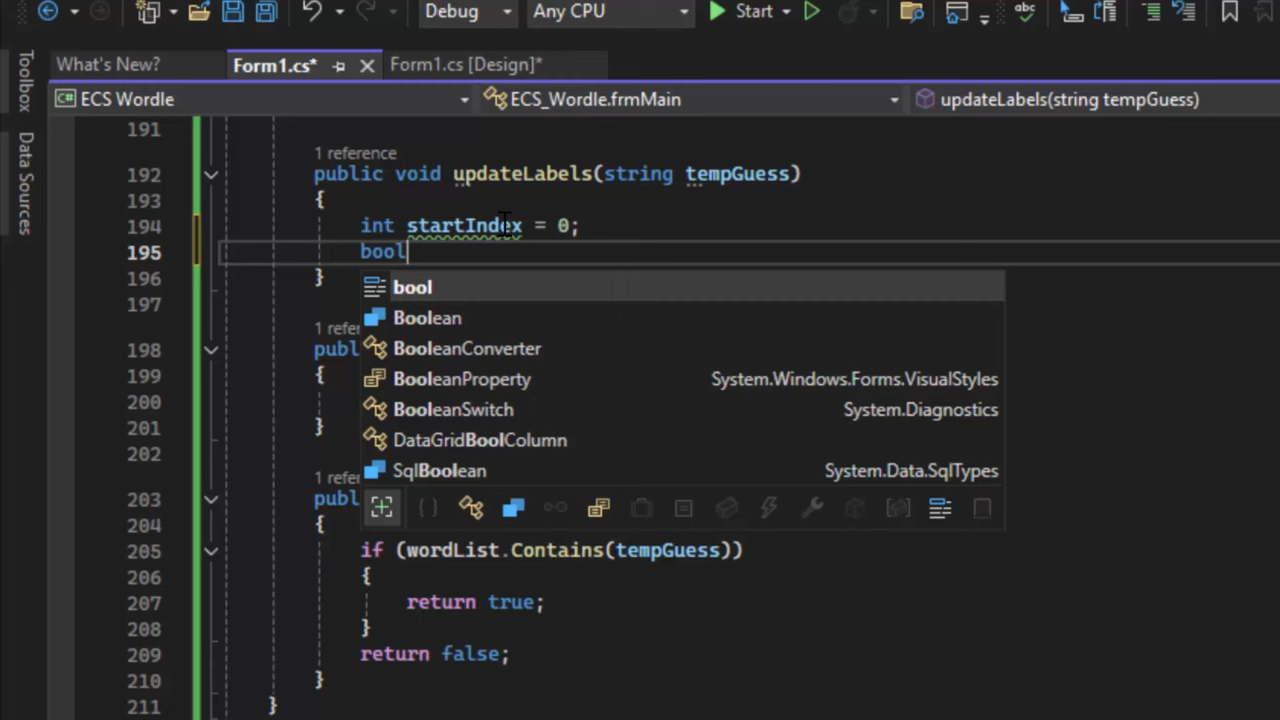 Debug Any CPU Start abc
What's New? Form1.cs* Form1.cs [Design]*
Toolbox
Data Sources
C# ECS Wordle ECS_Wordle.frmMain updateLabels(string tempGuess)
191
1 reference
192 public void updateLabels(string tempGuess)
193 {
194 int startIndex = 0;
195 bool
196 }
197
bool
Boolean
BooleanConverter
BooleanProperty System.Windows.Forms.VisualStyles
BooleanSwitch System.Diagnostics
DataGridBoolColumn
SqlBoolean System.Data.SqlTypes
1 refe
198 publ
199 {
200
201 }
202
1 refe
203 publ
204 {
205 if (wordList.Contains(tempGuess))
206 {
207 return true;
208 }
209 return false;
210 }
211 }